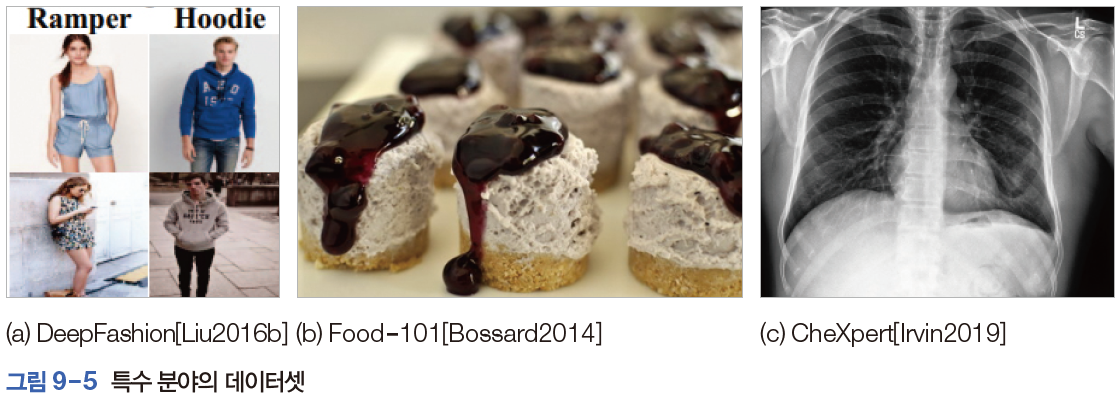 Ramper Hoodie
L
Cs
(a) DeepFashion[Liu2016b] (b) Food-101[Bossard2014] (c) CheXpert[Irvin2019]
그림 9-5 특수 분야의 데이터셋